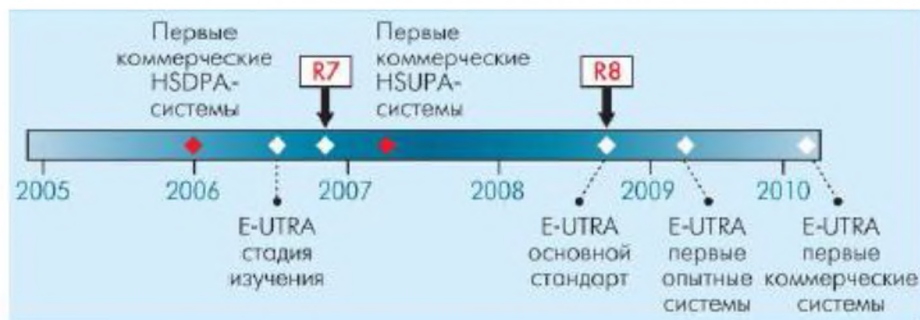 Первые
коммерческие
HSDPA-
системы
R7
Первые
коммерческие
HSUPA-
системы
R8
2005 2006 2007 2008 2009 2010
E-UTRA
стадия
изучения
E-UTRA
основной
стандарт
E-UTRA
первые
опытные
системы
E-UTRA
первые
коммерческие
системы